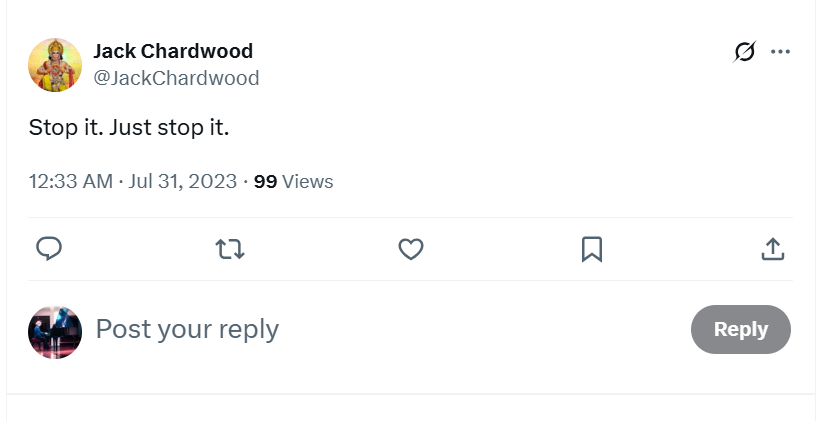 Jack Chardwood
@JackChardwood
Stop it. Just stop it.
12:33 AM · Jul 31, 2023 · 99 Views
Post your reply
Reply